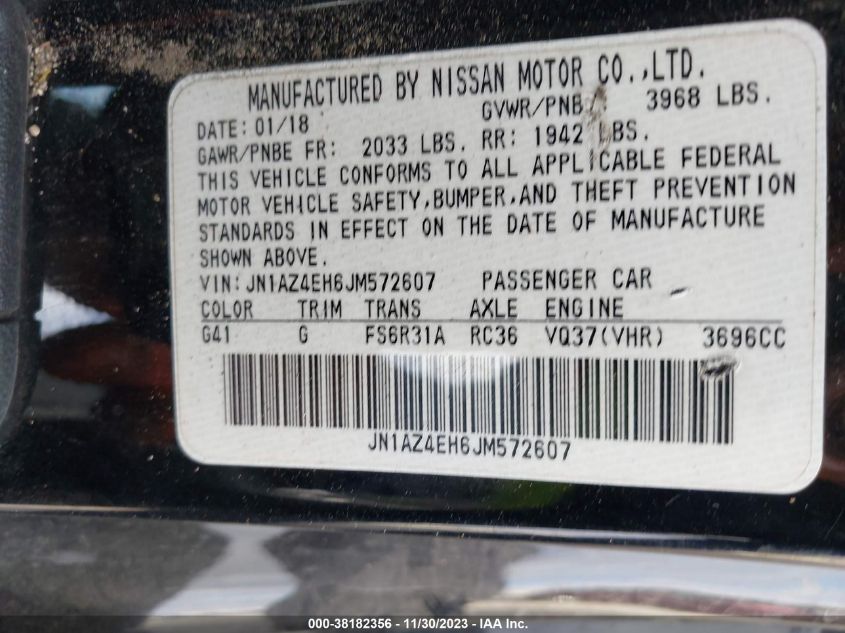 MANUFACTURED BY NISSAN MOTOR CO.,LTD.
DATE: 01/18 GVWR/PNB 3968 LBS.
GAWR/PNBE FR: 2033 LBS. RR: 1942 LBS.
THIS VEHICLE CONFORMS TO ALL APPLICABLE FEDERAL
MOTOR VEHICLE SAFETY,BUMPER,AND THEFT PREVENTION
STANDARDS IN EFFECT ON THE DATE OF MANUFACTURE
SHOWN ABOVE.
VIN: JN1AZ4EH6JM572607 PASSENGER CAR
COLOR TRIM TRANS AXLE ENGINE
G41 G FS6R31A RC36 VQ37(VHR) 3696CC
JN1AZ4EH6JM572607
000-38182356 - 11/30/2023 - IAA Inc.